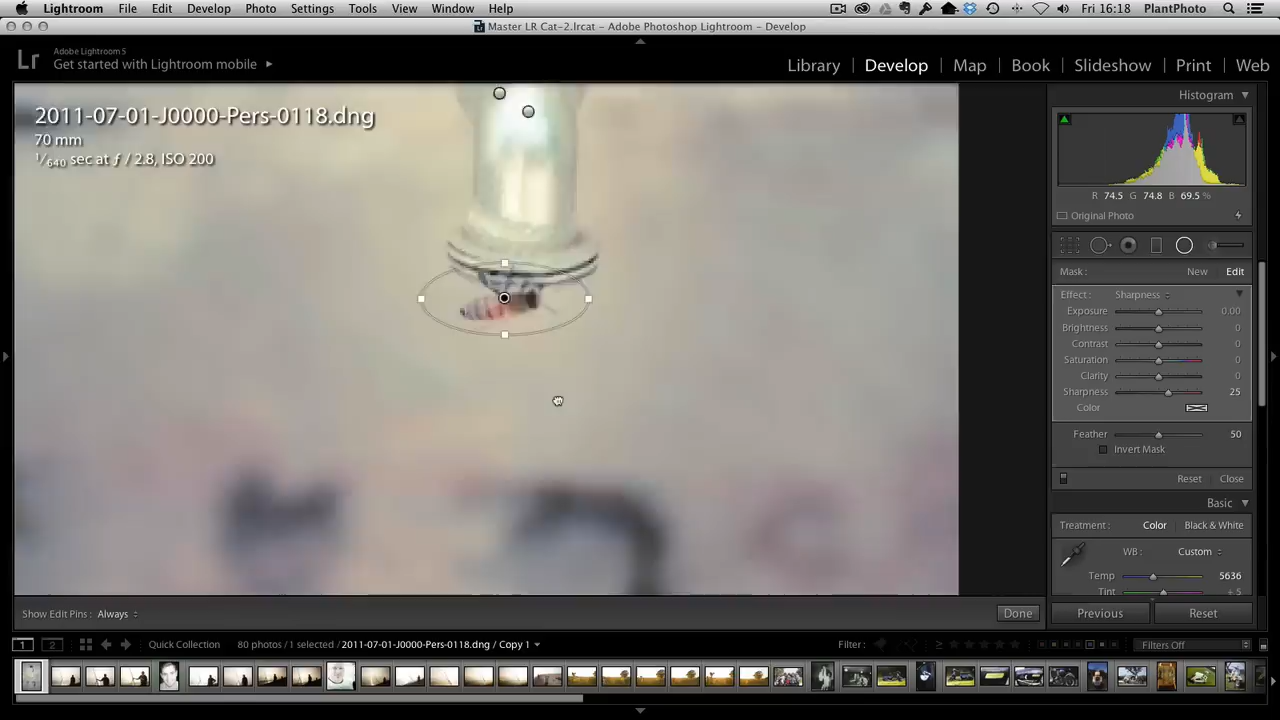 Lightroom File Edit Develop Photo Settings Tools View Window Help Fri 16:18 PlantPhoto
Master LR Cat-2.lrcat - Adobe Photoshop Lightroom - Develop
Lr Adobe Lightroom 5
Get started with Lightroom mobile
Library Develop Map Book Slideshow Print Web
Histogram
2011-07-01-J0000-Pers-0118.dng
70 mm
1/640 sec at ƒ / 2.8, ISO 200
R 74.5 G 74.8 B 69.5 %
Original Photo
Mask: New Edit
Effect: Sharpness
Exposure 0.00
Brightness 0
Contrast 0
Saturation 0
Clarity 0
Sharpness 25
Color
Feather 50
Invert Mask
Reset Close
Basic
Treatment: Color Black & White
WB: Custom
Temp 5636
Tint + 5
Show Edit Pins: Always Done Previous Reset
1 2 Quick Collection 80 photos / 1 selected / 2011-07-01-J0000-Pers-0118.dng / Copy 1 Filter: ≥ Filters Off